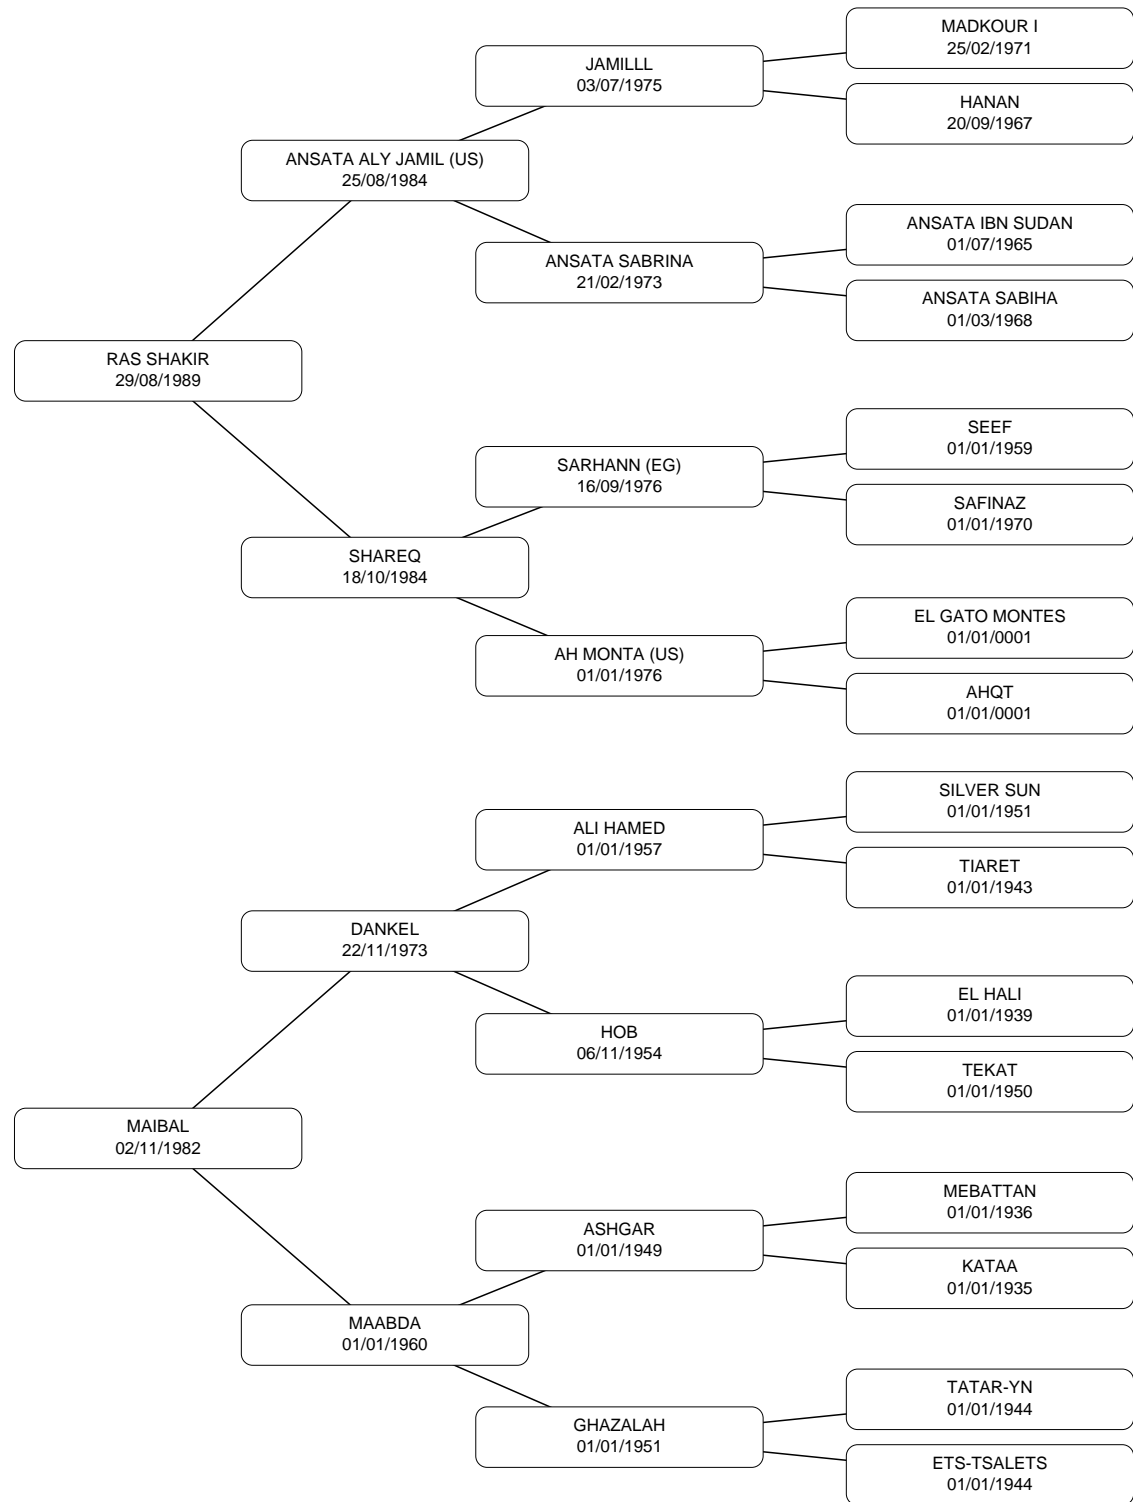 MADKOUR I
25/02/1971
JAMILLL
03/07/1975
HANAN
20/09/1967
ANSATA ALY JAMIL (US)
25/08/1984
ANSATA IBN SUDAN
01/07/1965
ANSATA SABRINA
21/02/1973
ANSATA SABIHA
01/03/1968
RAS SHAKIR
29/08/1989
SEEF
01/01/1959
SARHANN (EG)
16/09/1976
SAFINAZ
01/01/1970
SHAREQ
18/10/1984
EL GATO MONTES
01/01/0001
AH MONTA (US)
01/01/1976
AHQT
01/01/0001
SILVER SUN
01/01/1951
ALI HAMED
01/01/1957
TIARET
01/01/1943
DANKEL
22/11/1973
EL HALI
01/01/1939
HOB
06/11/1954
TEKAT
01/01/1950
MAIBAL
02/11/1982
MEBATTAN
01/01/1936
ASHGAR
01/01/1949
KATAA
01/01/1935
MAABDA
01/01/1960
TATAR-YN
01/01/1944
GHAZALAH
01/01/1951
ETS-TSALETS
01/01/1944